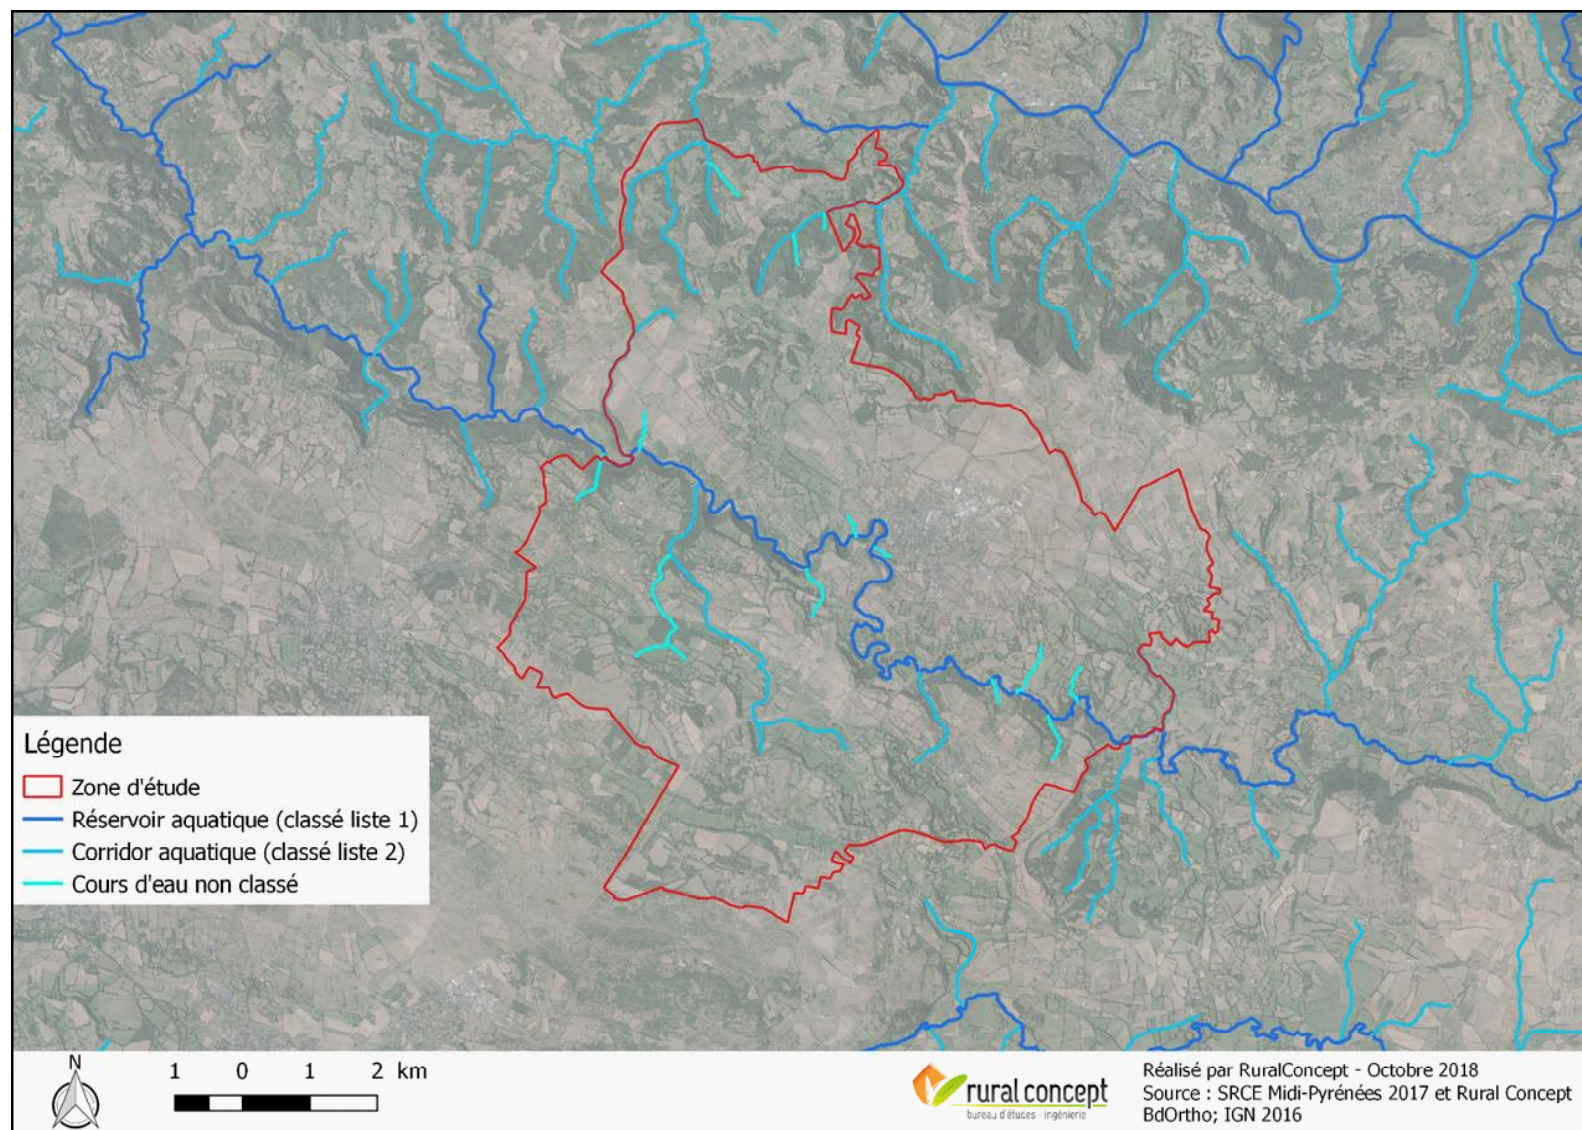 Légende
Zone d'étude
Réservoir aquatique (classé liste 1)
Corridor aquatique (classé liste 2)
Cours d'eau non classé
N
1 0 1 2 km
rural concept
bureau d'études - ingénierie
Réalisé par RuralConcept - Octobre 2018
Source : SRCE Midi-Pyrénées 2017 et Rural Concept
BdOrtho; IGN 2016